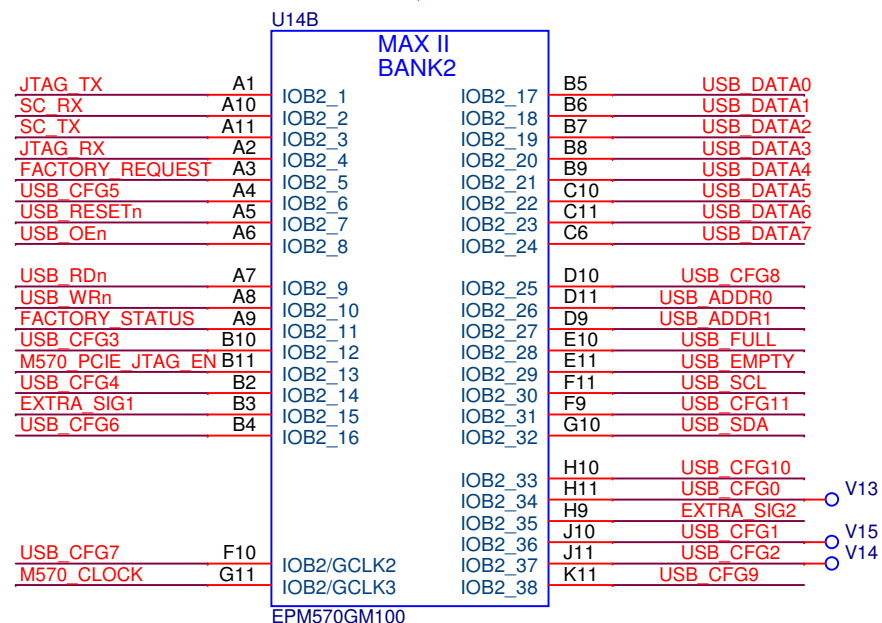 U14B
MAX II
BANK2
JTAG_TX A1 IOB2_1
SC_RX A10 IOB2_2
SC_TX A11 IOB2_3
JTAG_RX A2 IOB2_4
FACTORY_REQUEST A3 IOB2_5
USB_CFG5 A4 IOB2_6
USB_RESETn A5 IOB2_7
USB_OEn A6 IOB2_8
USB_RDn A7 IOB2_9
USB_WRn A8 IOB2_10
FACTORY_STATUS A9 IOB2_11
USB_CFG3 B10 IOB2_12
M570_PCIE_JTAG_EN B11 IOB2_13
USB_CFG4 B2 IOB2_14
EXTRA_SIG1 B3 IOB2_15
USB_CFG6 B4 IOB2_16
USB_CFG7 F10 IOB2/GCLK2
M570_CLOCK G11 IOB2/GCLK3
IOB2_17 B5 USB_DATA0
IOB2_18 B6 USB_DATA1
IOB2_19 B7 USB_DATA2
IOB2_20 B8 USB_DATA3
IOB2_21 B9 USB_DATA4
IOB2_22 C10 USB_DATA5
IOB2_23 C11 USB_DATA6
IOB2_24 C6 USB_DATA7
IOB2_25 D10 USB_CFG8
IOB2_26 D11 USB_ADDR0
IOB2_27 D9 USB_ADDR1
IOB2_28 E10 USB_FULL
IOB2_29 E11 USB_EMPTY
IOB2_30 F11 USB_SCL
IOB2_31 F9 USB_CFG11
IOB2_32 G10 USB_SDA
IOB2_33 H10 USB_CFG10
IOB2_34 H11 USB_CFG0 V13
IOB2_35 H9 EXTRA_SIG2
IOB2_36 J10 USB_CFG1 V15
IOB2_37 J11 USB_CFG2 V14
IOB2_38 K11 USB_CFG9
EPM570GM100